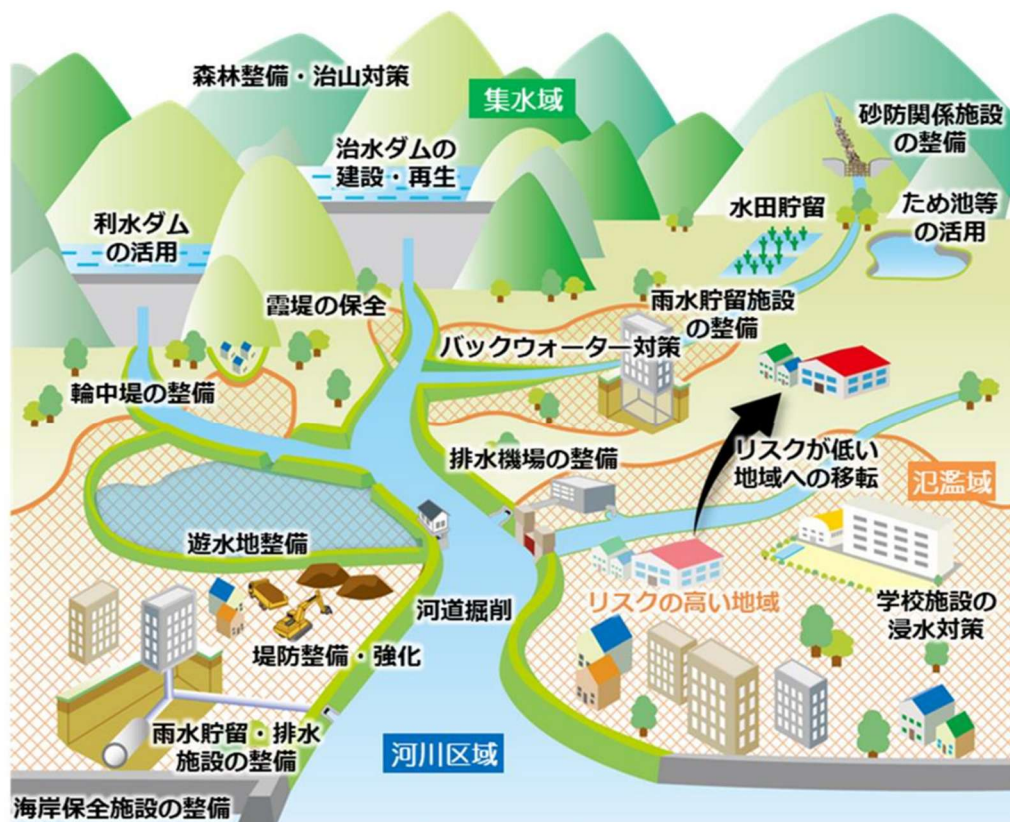 森林整備・治山対策
集水域
砂防関係施設
の整備
治水ダムの
建設・再生
水田貯留
ため池等
の活用
利水ダム
の活用
霞堤の保全
雨水貯留施設
の整備
バックウォーター対策
輪中堤の整備
排水機場の整備
リスクが低い
地域への移転
氾濫域
遊水地整備
リスクの高い地域
学校施設の
浸水対策
河道掘削
堤防整備・強化
雨水貯留・排水
施設の整備
河川区域
海岸保全施設の整備